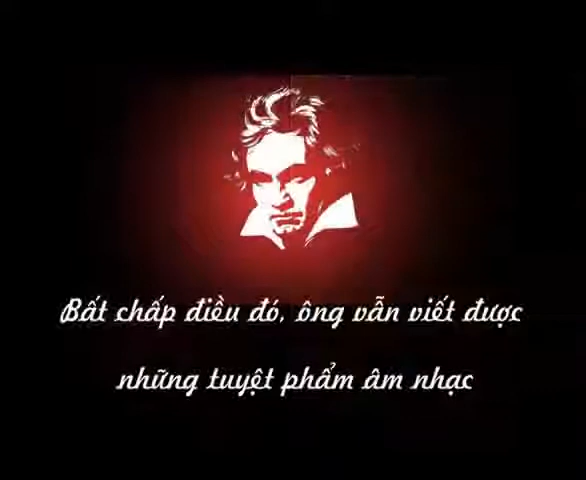 Bất chấp điều đó, ông vẫn viết được
những tuyệt phẩm âm nhạc